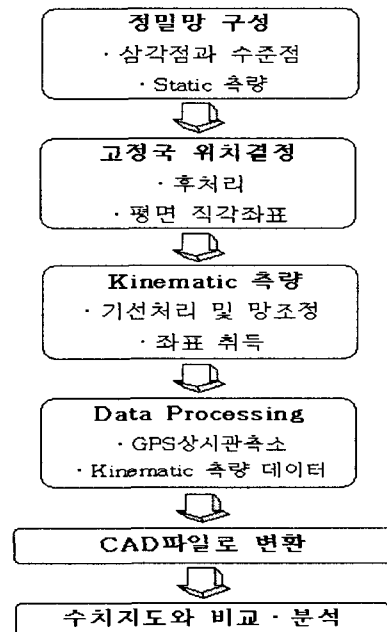 정밀망 구성
· 삼각점과 수준점
· Static 측량
고정국 위치결정
· 후처리
· 평면 직각좌표
Kinematic 측량
· 기선처리 및 망조정
· 좌표 취득
Data Processing
· GPS상시관측소
· Kinematic 측량 데이터
CAD파일로 변환
수치지도와 비교 · 분석